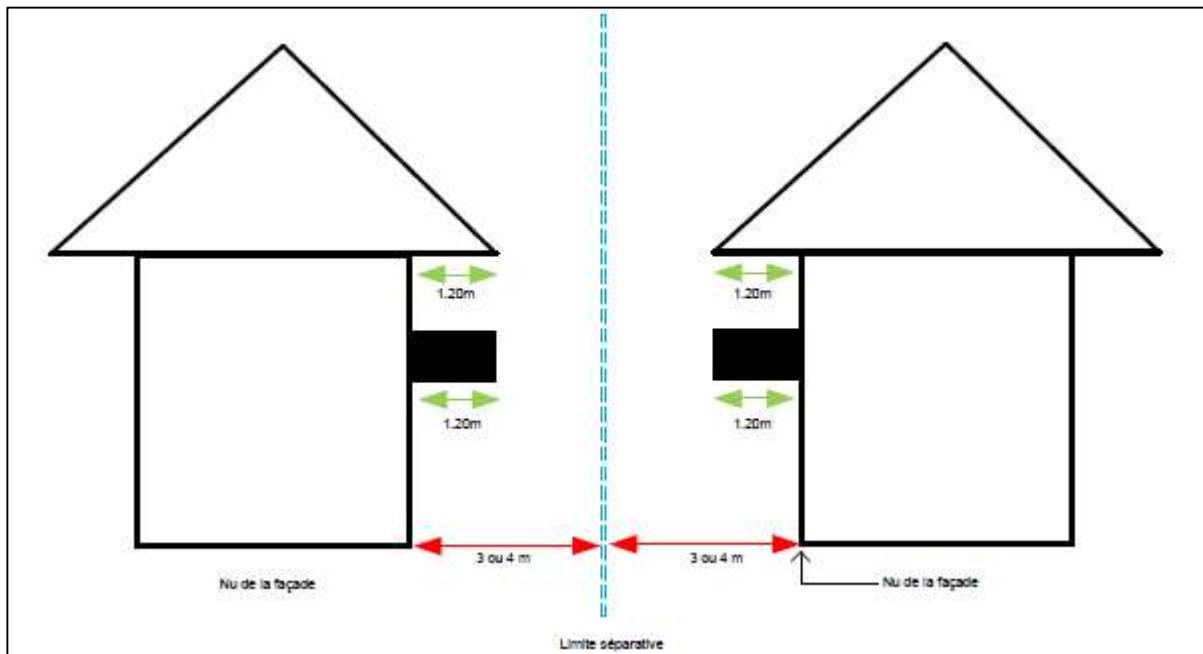 1.20m
1.20m
1.20m
1.20m
3 ou 4 m
3 ou 4 m
Nu de la façade
Nu de la façade
Limite séparative